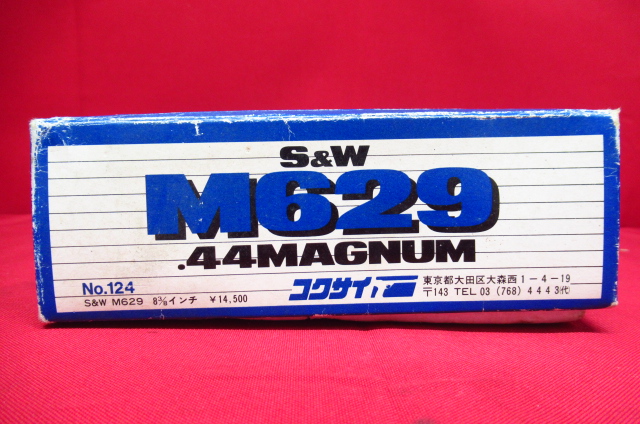 S&W
M629
.44MAGNUM
No.124
S&W M629 8⅜インチ ¥14,500
コクサイ
東京都大田区大森西1-4-19
〒143 TEL 03 (768) 4443㈹